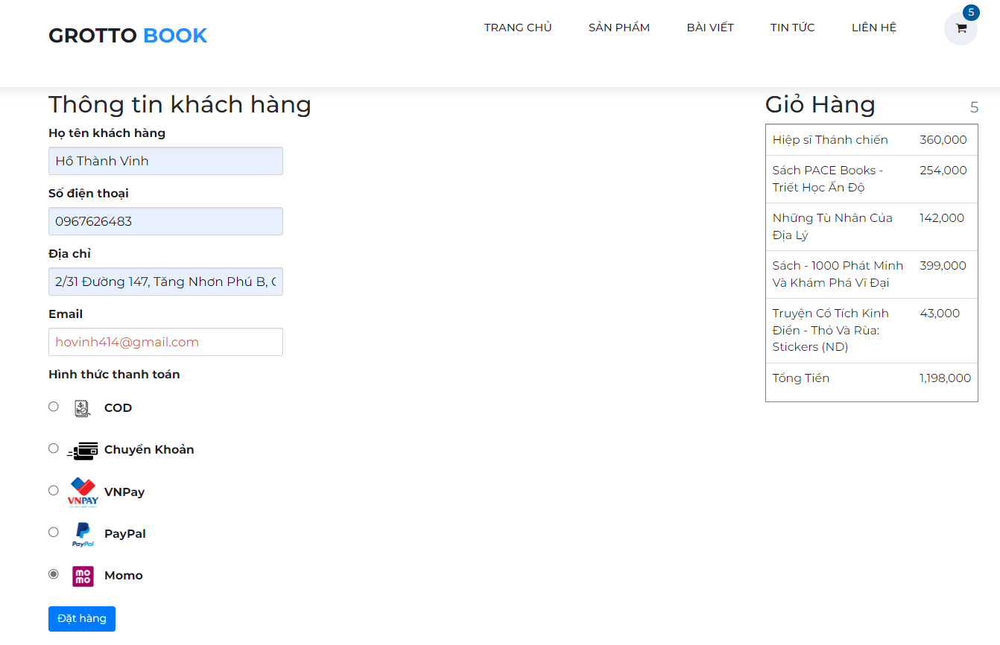 GROTTO BOOK
TRANG CHỦ SẢN PHẨM BÀI VIẾT TIN TỨC LIÊN HỆ
5
Thông tin khách hàng
Họ tên khách hàng
Hồ Thành Vinh
Số điện thoại
0967626483
Địa chỉ
2/31 Đường 147, Tăng Nhơn Phú B,
Email
hovinh414@gmail.com
Hình thức thanh toán
COD
Chuyển Khoản
VNPAY
VNPay
PayPal
PayPal
mo
mo
Momo
Đặt hàng
Giỏ Hàng 5
Hiệp sĩ Thánh chiến 360,000
Sách PACE Books - 254,000
Triết Học Ấn Độ
Những Tù Nhân Của 142,000
Địa Lý
Sách - 1000 Phát Minh 399,000
Và Khám Phá Vĩ Đại
Truyện Cổ Tích Kinh 43,000
Điển - Thỏ Và Rùa:
Stickers (ND)
Tổng Tiền 1,198,000